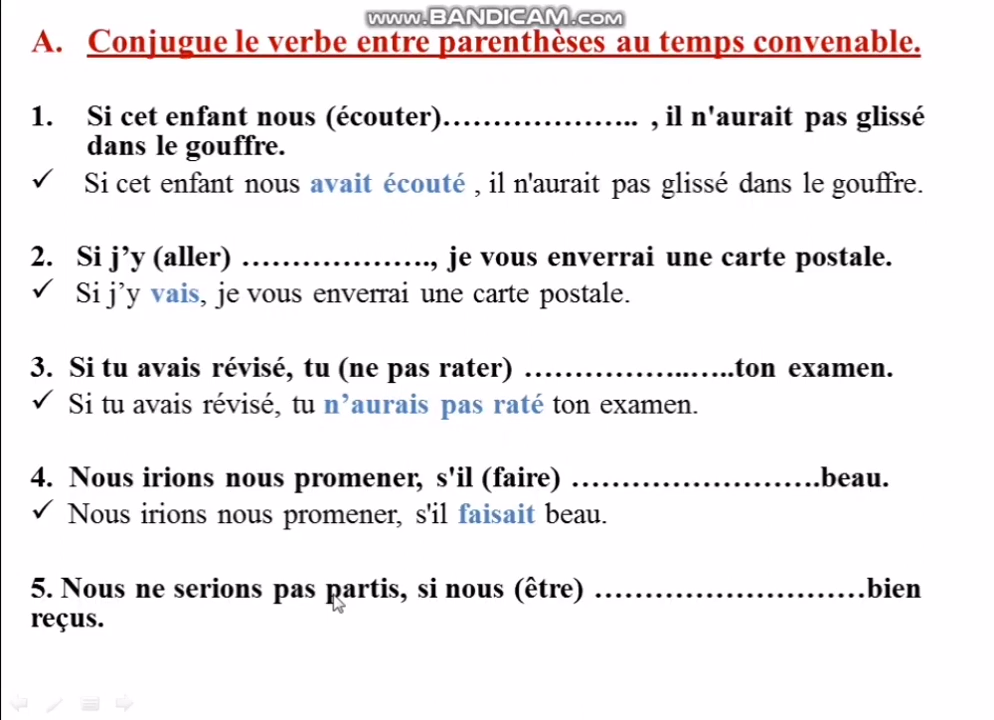 www.BANDICAM.com
A. Conjugue le verbe entre parenthèses au temps convenable.
1. Si cet enfant nous (écouter)………………….. , il n'aurait pas glissé
dans le gouffre.
✓ Si cet enfant nous avait écouté , il n'aurait pas glissé dans le gouffre.
2. Si j’y (aller) …………………., je vous enverrai une carte postale.
✓ Si j’y vais, je vous enverrai une carte postale.
3. Si tu avais révisé, tu (ne pas rater) ……………..…..ton examen.
✓ Si tu avais révisé, tu n’aurais pas raté ton examen.
4. Nous irions nous promener, s'il (faire) …………………….beau.
✓ Nous irions nous promener, s'il faisait beau.
5. Nous ne serions pas partis, si nous (être) ………………………bien
reçus.